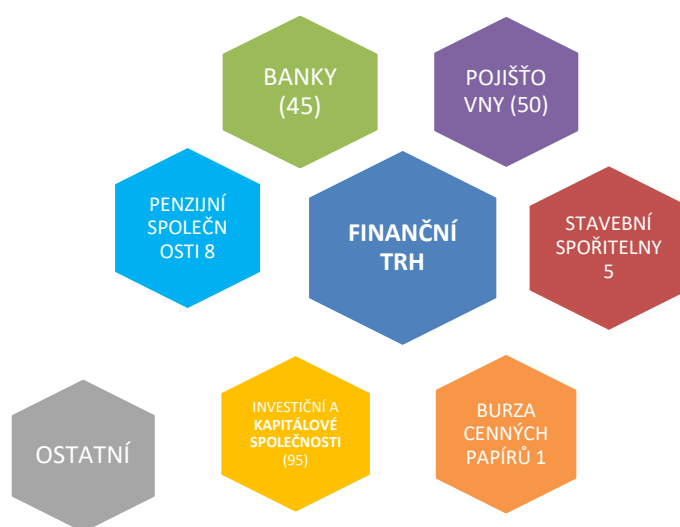 BANKY
(45)
POJIŠŤO
VNY (50)
PENZIJNÍ
SPOLEČN
OSTI 8
FINANČNÍ
TRH
STAVEBNÍ
SPOŘITELNY
5
OSTATNÍ
INVESTIČNÍ A
KAPITÁLOVÉ
SPOLEČNOSTI
(95)
BURZA
CENNÝCH
PAPÍRŮ 1